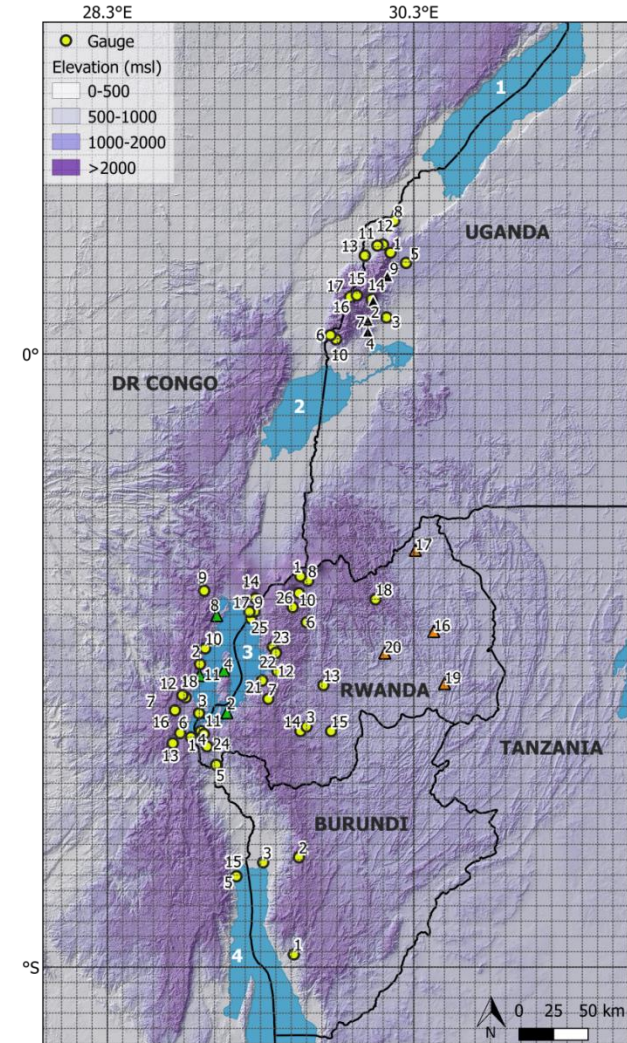 28.3°E 30.3°E
Gauge
Elevation (msl)
0-500
500-1000
1000-2000
>2000
1
8
12
11
UGANDA
13 1
5
9
15
17 14
16 2
7 3
6
4
10
0°
DR CONGO
2
17
1 8
9 14
18
10
17 9 26
8
6 16
25
10 23 20
3
2
4 22
11 12
21 13 19
12 18 RWANDA
7
7 2
16 11 3
6 14 15
4
1 24 TANZANIA
13
5
BURUNDI
2
3
15
5
1
4
°S
N
0 25 50 km